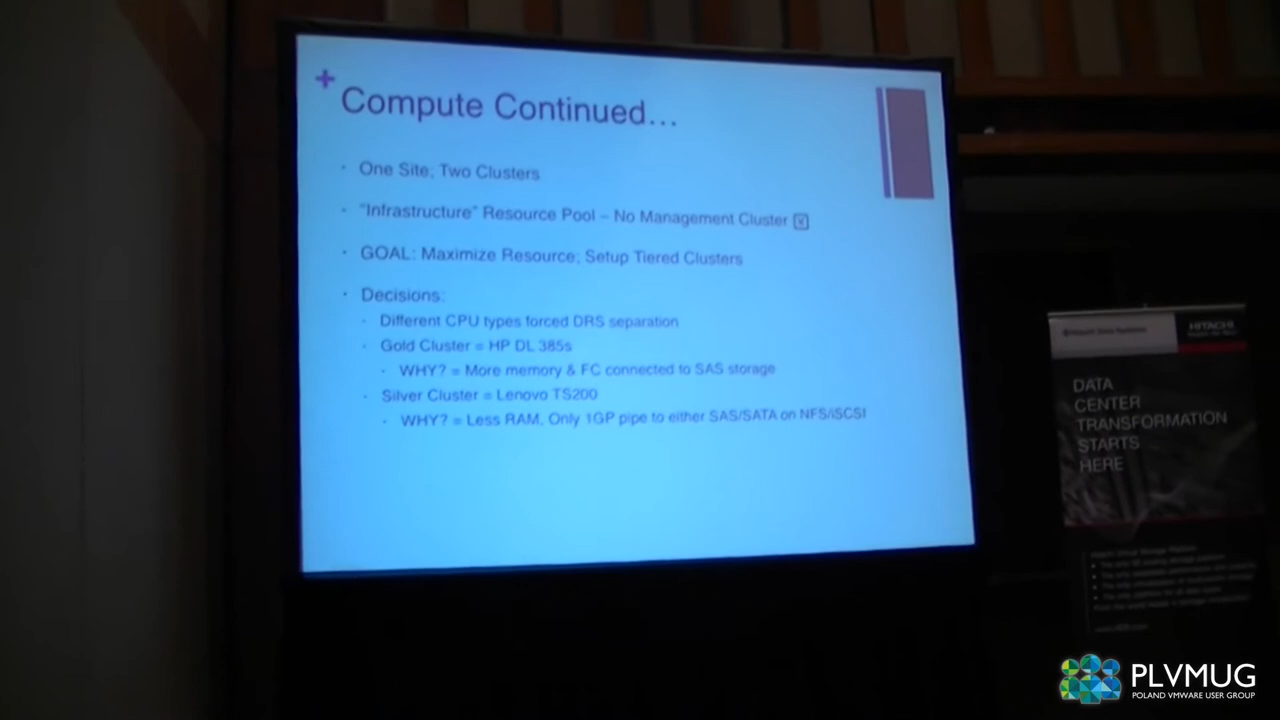 +
Compute Continued…
· One Site; Two Clusters
· "Infrastructure" Resource Pool – No Management Cluster
· GOAL: Maximize Resource; Setup Tiered Clusters
· Decisions:
· Different CPU types forced DRS separation
· Gold Cluster = HP DL 385s
· WHY? = More memory & FC connected to SAS storage
· Silver Cluster = Lenovo TS200
· WHY? = Less RAM, Only 1GP pipe to either SAS/SATA on NFS/iSCSI
Hitachi Data Systems
HITACHI
DATA
CENTER
TRANSFORMATION
STARTS
HERE
PLVMUG
POLAND VMWARE USER GROUP